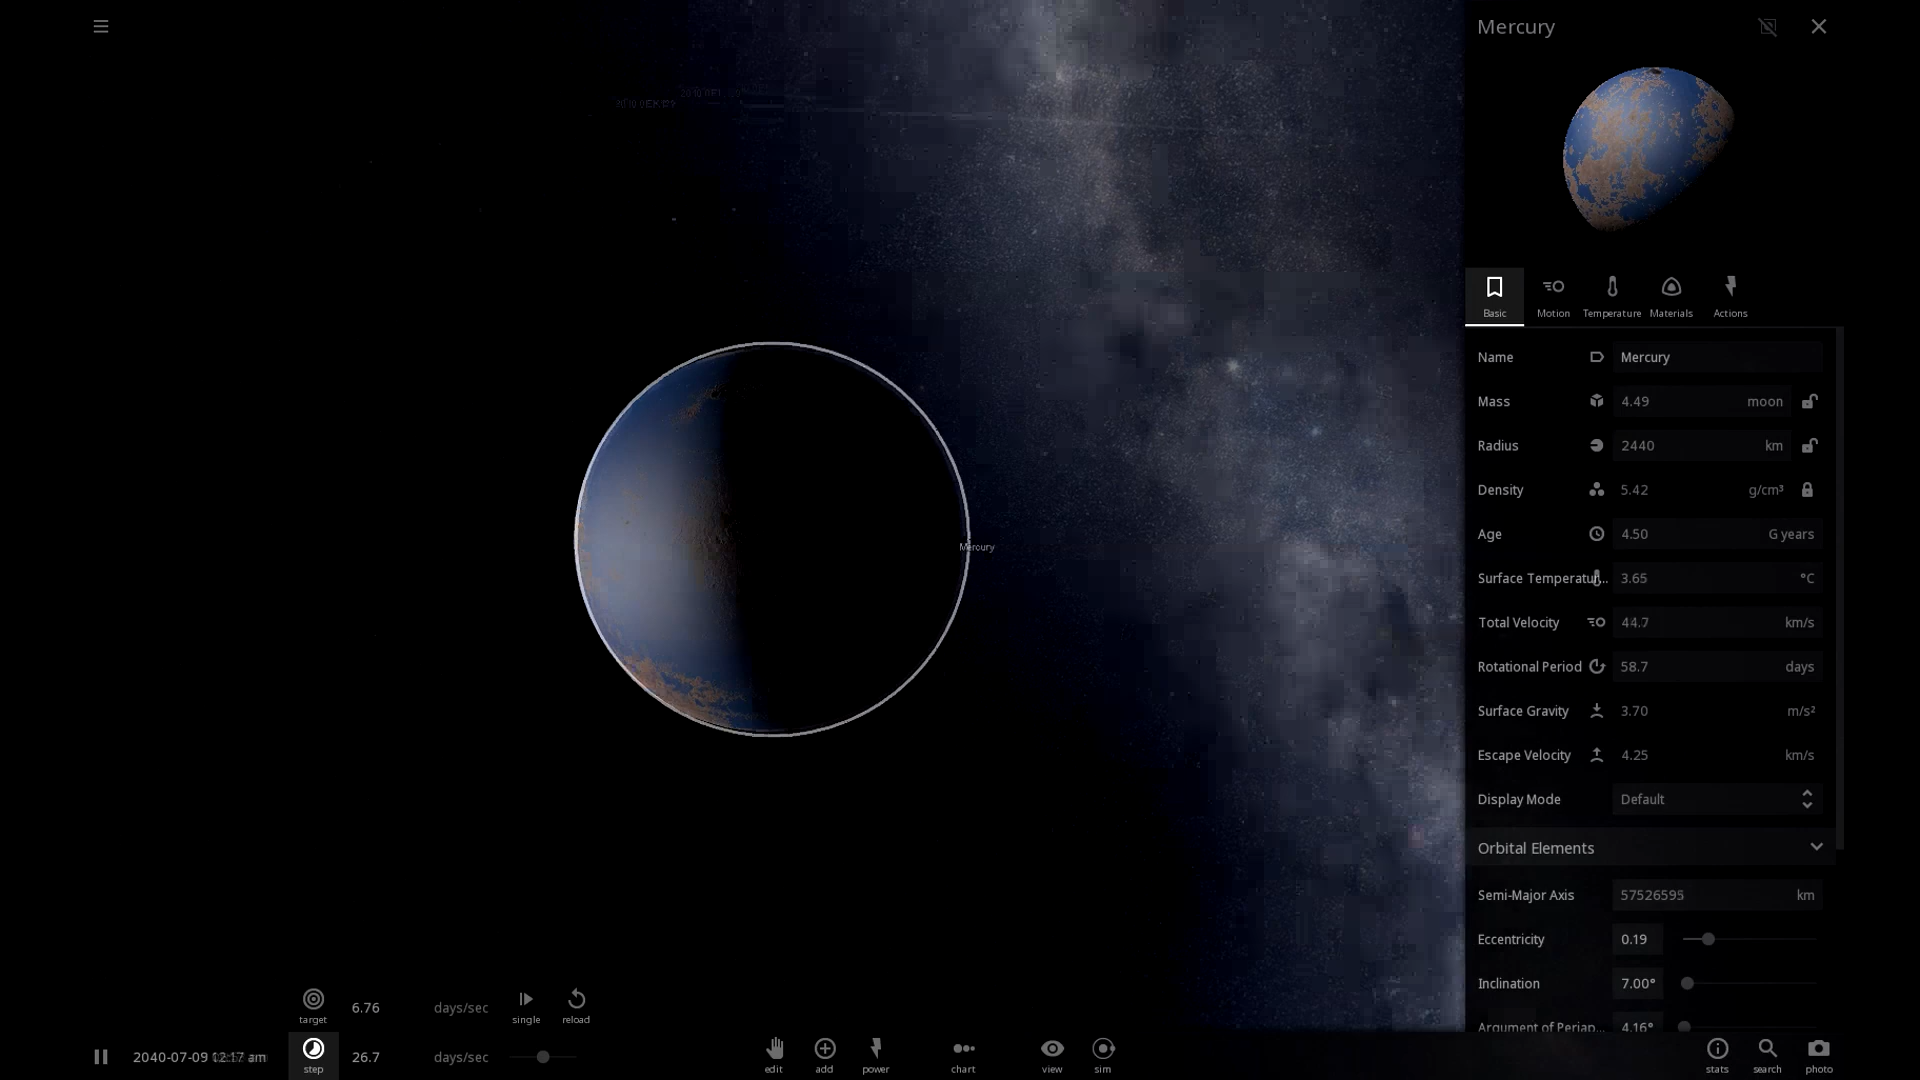 Mercury
Basic
Motion
Temperature
Materials
Actions
Name Mercury
Mass 4.49 moon
Radius 2440 km
Density 5.42 g/cm³
Age 4.50 G years
Surface Temperatur... 3.65 °C
Total Velocity 44.7 km/s
Rotational Period 58.7 days
Surface Gravity 3.70 m/s²
Escape Velocity 4.25 km/s
Display Mode Default
Orbital Elements
Semi-Major Axis 57526595 km
Eccentricity 0.19
Inclination 7.00°
Argument of Periap... 4.16°
Mercury
target 6.76 days/sec single reload
2040-07-09
step 26.7 days/sec
edit add power chart view sim
stats search photo